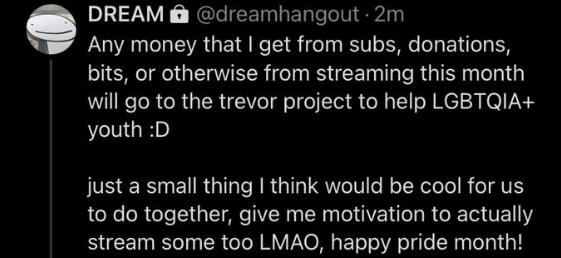 DREAM @dreamhangout · 2m
Any money that I get from subs, donations,
bits, or otherwise from streaming this month
will go to the trevor project to help LGBTQIA+
youth :D
just a small thing I think would be cool for us
to do together, give me motivation to actually
stream some too LMAO, happy pride month!